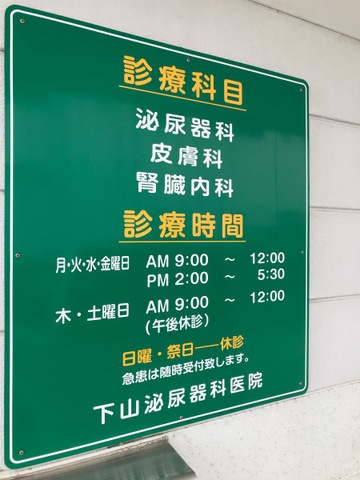 診療科目
泌尿器科
皮膚科
腎臓内科
診療時間
月・火・水・金曜日 AM 9:00 ～ 12:00
PM 2:00 ～ 5:30
木・土曜日 AM 9:00 ～ 12:00
(午後休診)
日曜・祭日──休診
急患は随時受付致します。
下山泌尿器科医院